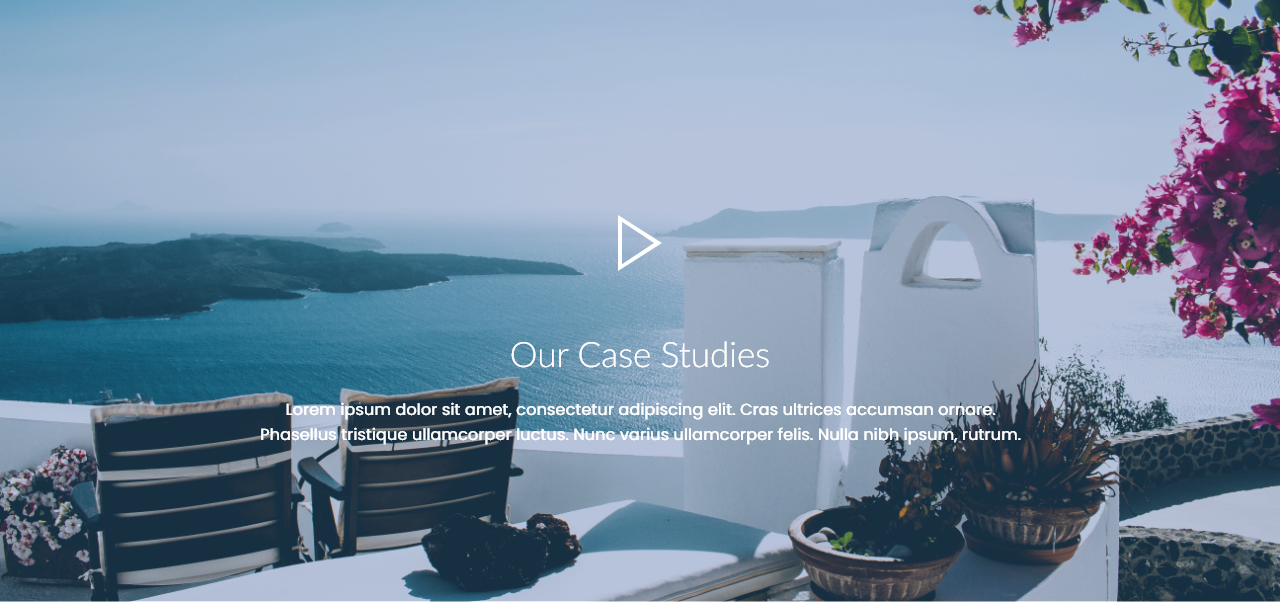 Our Case Studies
Lorem ipsum dolor sit amet, consectetur adipiscing elit. Cras ultrices accumsan ornare.
Phasellus tristique ullamcorper luctus. Nunc varius ullamcorper felis. Nulla nibh ipsum, rutrum.